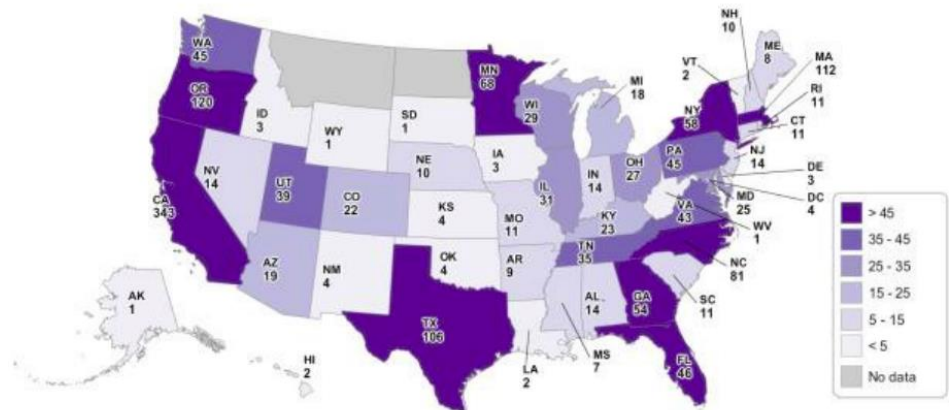 WA
45
OR
120
CA
343
ID
3
NV
14
UT
39
AZ
19
WY
1
CO
22
NM
4
SD
1
NE
10
KS
4
OK
4
TX
106
MN
68
IA
3
MO
11
AR
9
LA
2
WI
29
IL
31
MI
18
IN
14
OH
27
KY
23
TN
35
MS
7
AL
14
GA
54
FL
46
SC
11
NC
81
WV
1
VA
43
PA
45
NY
58
VT
2
NH
10
ME
8
MA
112
RI
11
CT
11
NJ
14
DE
3
MD
25
DC
4
AK
1
HI
2
> 45
35 - 45
25 - 35
15 - 25
5 - 15
< 5
No data